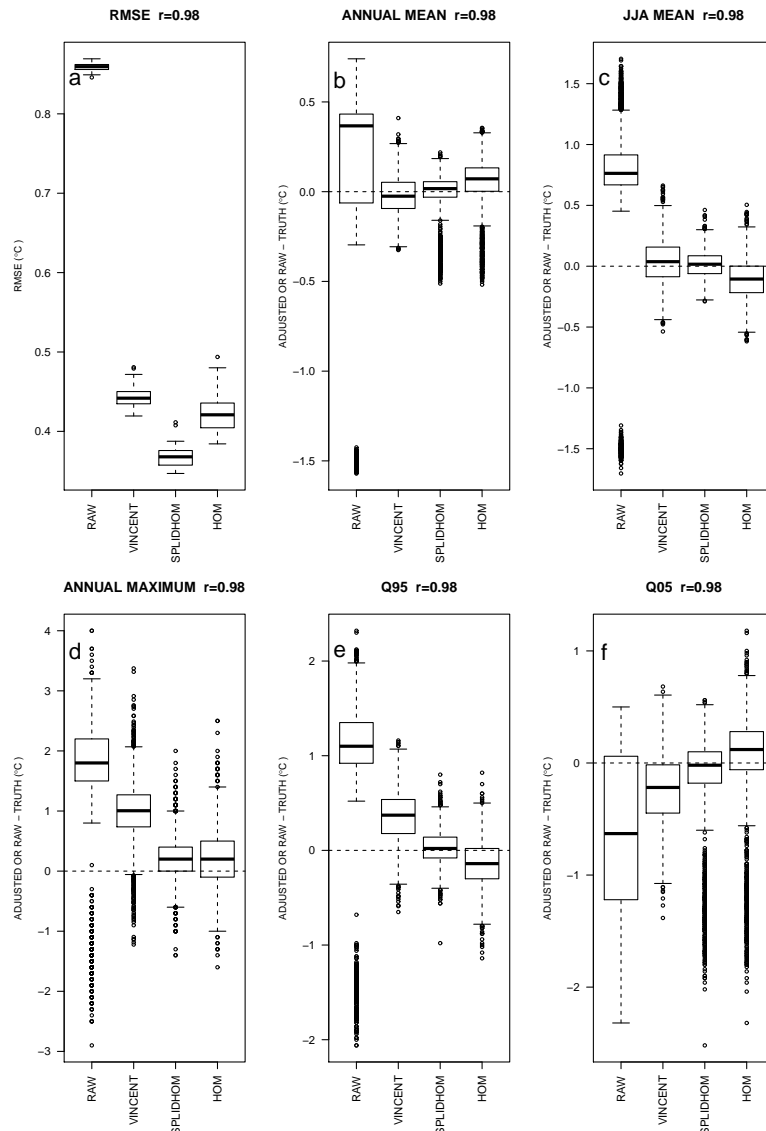 RMSE r=0.98
a
RMSE (°C)
0.8
0.7
0.6
0.5
0.4
RAW
VINCENT
SPLIDHOM
HOM
ANNUAL MEAN r=0.98
b
ADJUSTED OR RAW − TRUTH (°C)
0.5
0.0
−0.5
−1.0
−1.5
RAW
VINCENT
SPLIDHOM
HOM
JJA MEAN r=0.98
c
ADJUSTED OR RAW − TRUTH (°C)
1.5
1.0
0.5
0.0
−0.5
−1.0
−1.5
RAW
VINCENT
SPLIDHOM
HOM
ANNUAL MAXIMUM r=0.98
d
ADJUSTED OR RAW − TRUTH (°C)
4
3
2
1
0
−1
−2
−3
RAW
VINCENT
SPLIDHOM
HOM
Q95 r=0.98
e
ADJUSTED OR RAW − TRUTH (°C)
2
1
0
−1
−2
RAW
VINCENT
SPLIDHOM
HOM
Q05 r=0.98
f
ADJUSTED OR RAW − TRUTH (°C)
1
0
−1
−2
RAW
VINCENT
SPLIDHOM
HOM